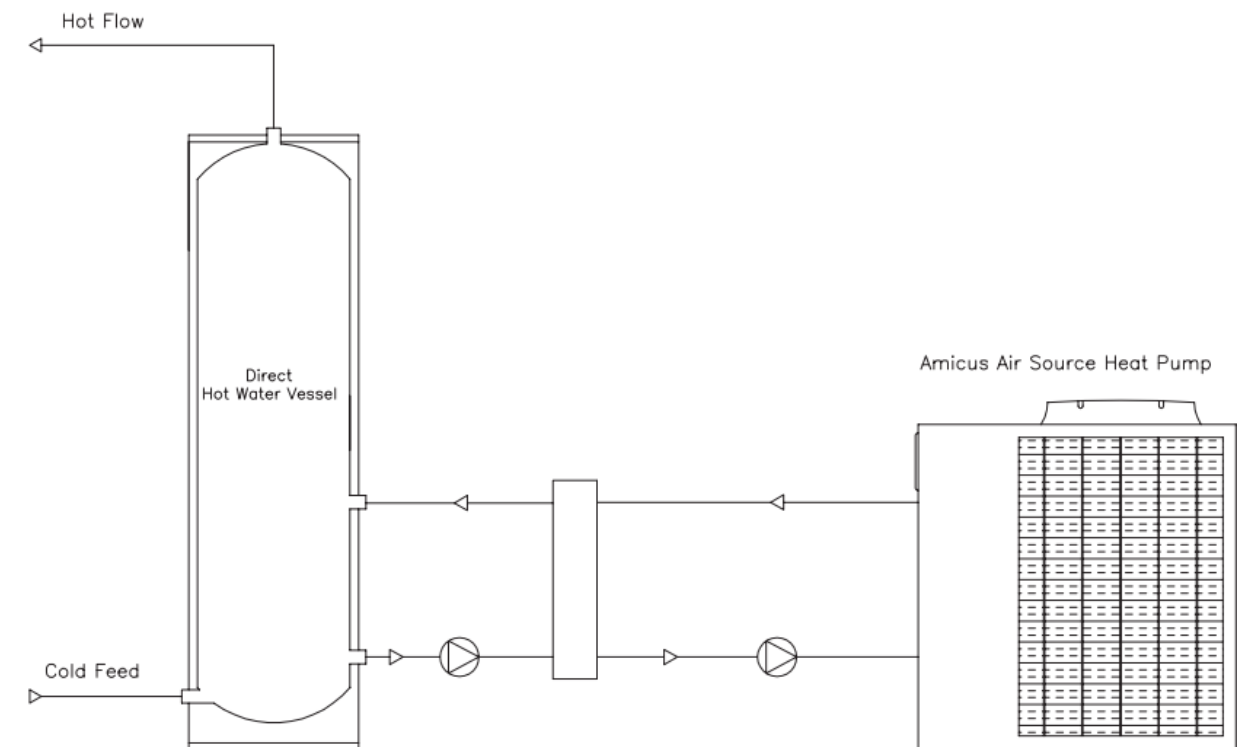 Hot Flow
Direct
Hot Water Vessel
Amicus Air Source Heat Pump
Cold Feed